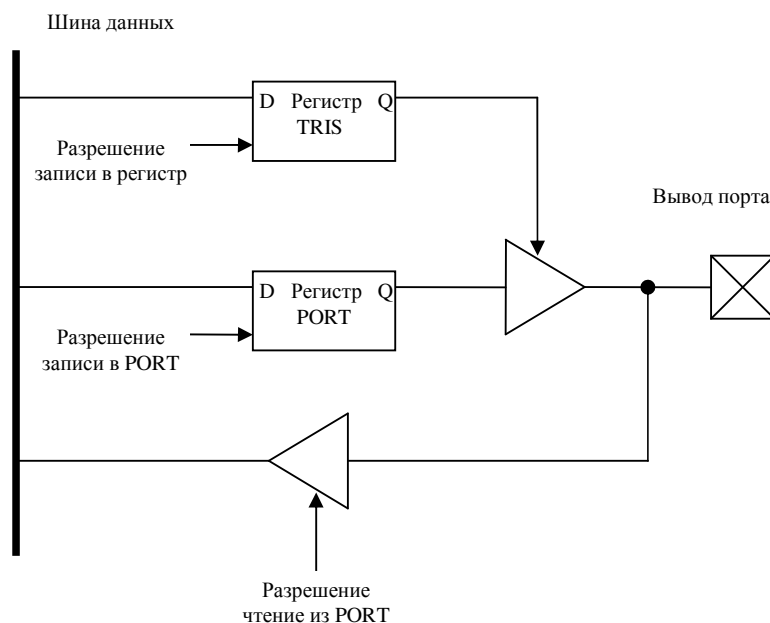 Шина данных
D Регистр Q
TRIS
Разрешение
записи в регистр
Вывод порта
D Регистр Q
PORT
Разрешение
записи в PORT
Разрешение
чтение из PORT